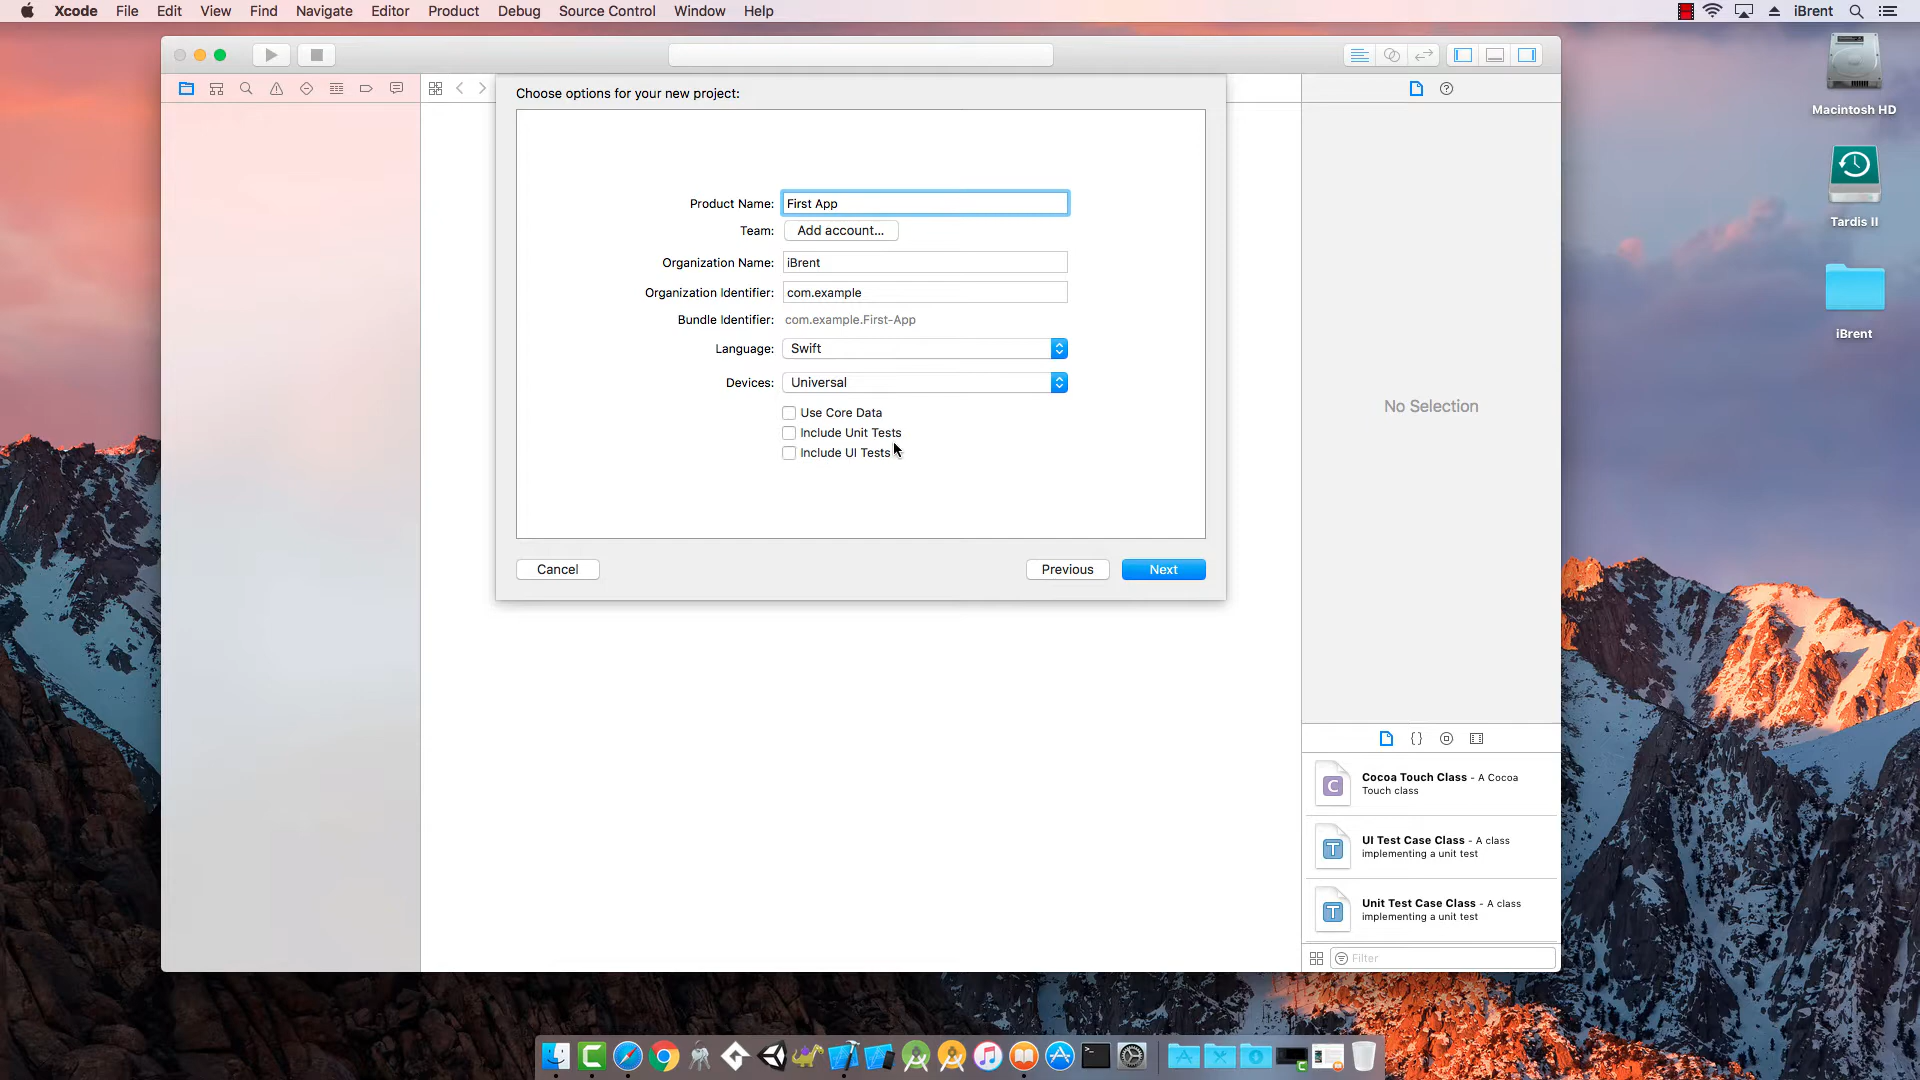 Xcode File Edit View Find Navigate Editor Product Debug Source Control Window Help iBrent
Choose options for your new project:
Product Name: First App
Team: Add account...
Organization Name: iBrent
Organization Identifier: com.example
Bundle Identifier: com.example.First-App
Language: Swift
Devices: Universal
Use Core Data
Include Unit Tests
Include UI Tests
Cancel Previous Next
No Selection
C Cocoa Touch Class - A Cocoa
Touch class
T UI Test Case Class - A class
implementing a unit test
T Unit Test Case Class - A class
implementing a unit test
Filter
Macintosh HD
Tardis II
iBrent